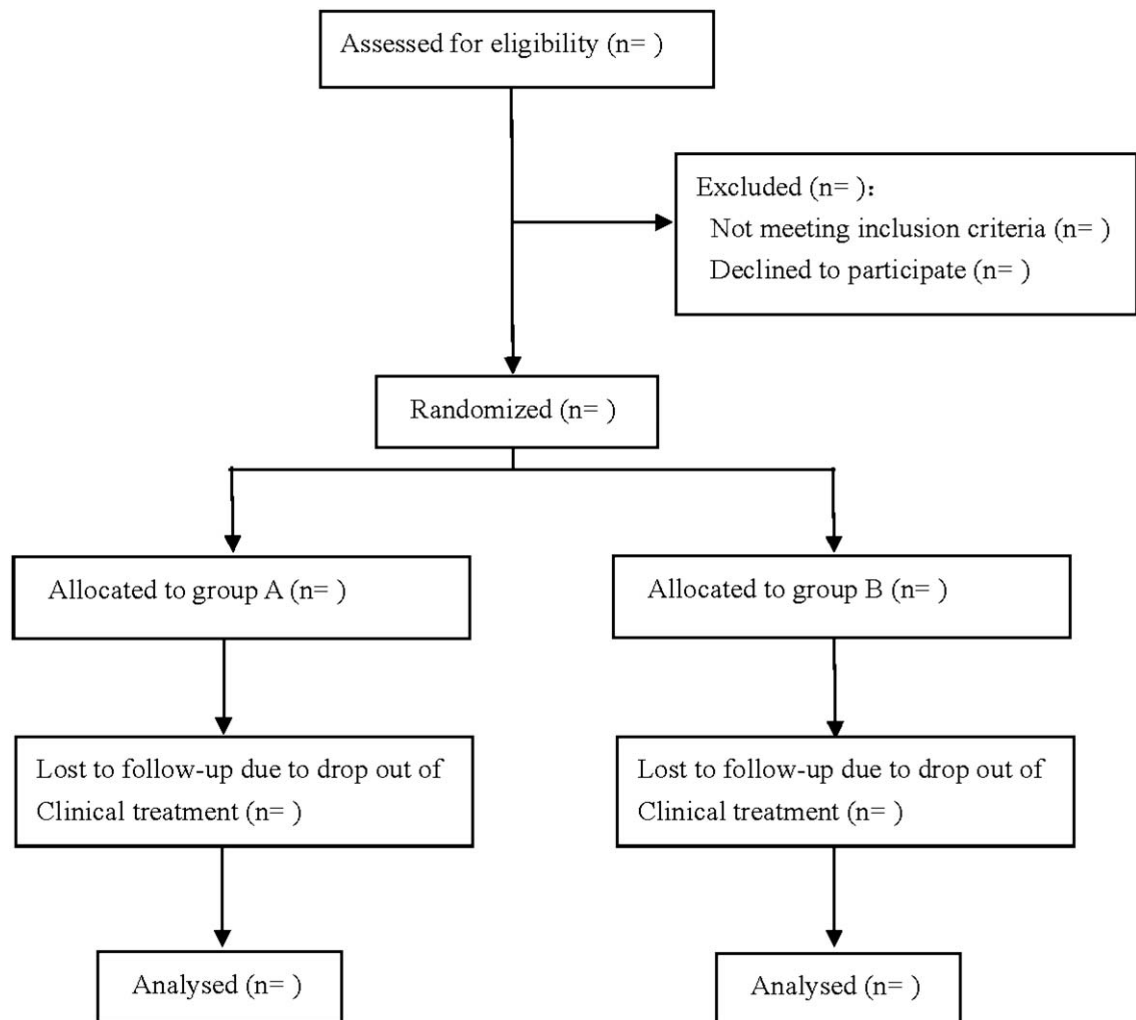 Assessed for eligibility (n= )
Excluded (n= )：
Not meeting inclusion criteria (n= )
Declined to participate (n= )
Randomized (n= )
Allocated to group A (n= )
Allocated to group B (n= )
Lost to follow-up due to drop out of
Clinical treatment (n= )
Lost to follow-up due to drop out of
Clinical treatment (n= )
Analysed (n= )
Analysed (n= )